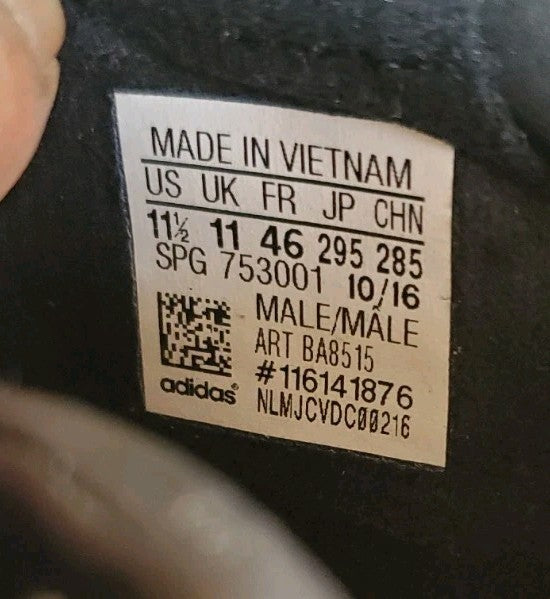 MADE IN VIETNAM
US UK FR JP CHN
11½ 11 46 295 285
SPG 753001 10/16
MALE/MÂLE
ART BA8515
#116141876
adidas®
NLMJCVDC00216